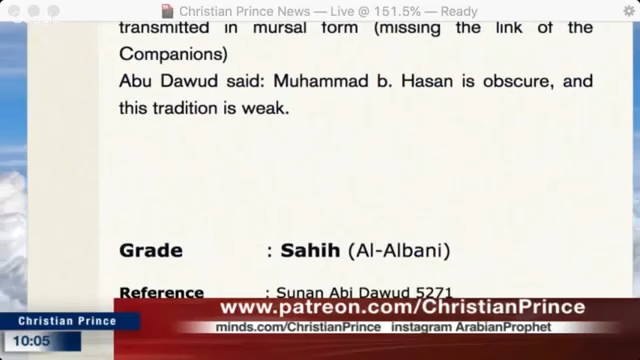 Christian Prince News — Live @ 151.5% — Ready
transmitted in mursal form (missing the link of the
Companions)
Abu Dawud said: Muhammad b. Hasan is obscure, and
this tradition is weak.
Grade : Sahih (Al-Albani)
Reference : Sunan Abi Dawud 5271
www.patreon.com/ChristianPrince
Christian Prince
minds.com/ChristianPrince instagram ArabianProphet
10:05